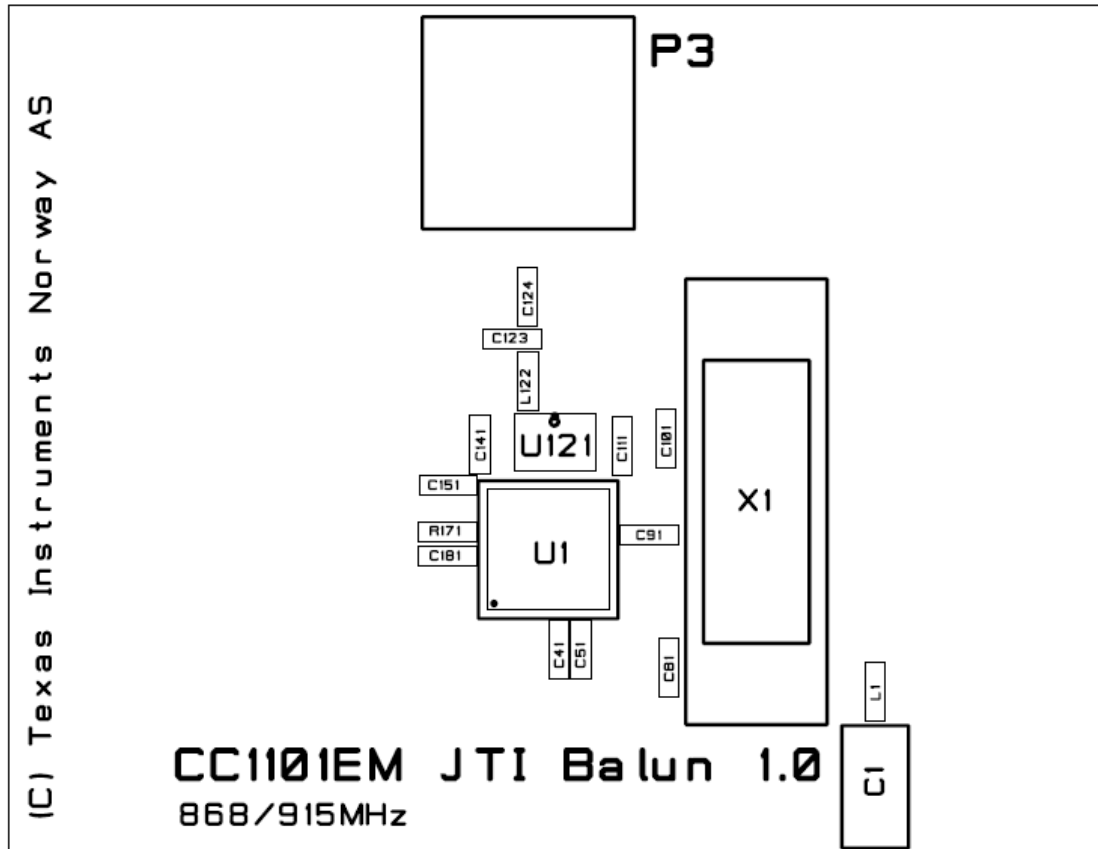 P3
(C) Texas Instruments Norway AS
C124
C123
L122
C141
U121
C111
C101
C151
X1
R171
C91
C181
U1
C41
C51
C81
L1
CC1101EM JTI Balun 1.0
C1
868/915MHz